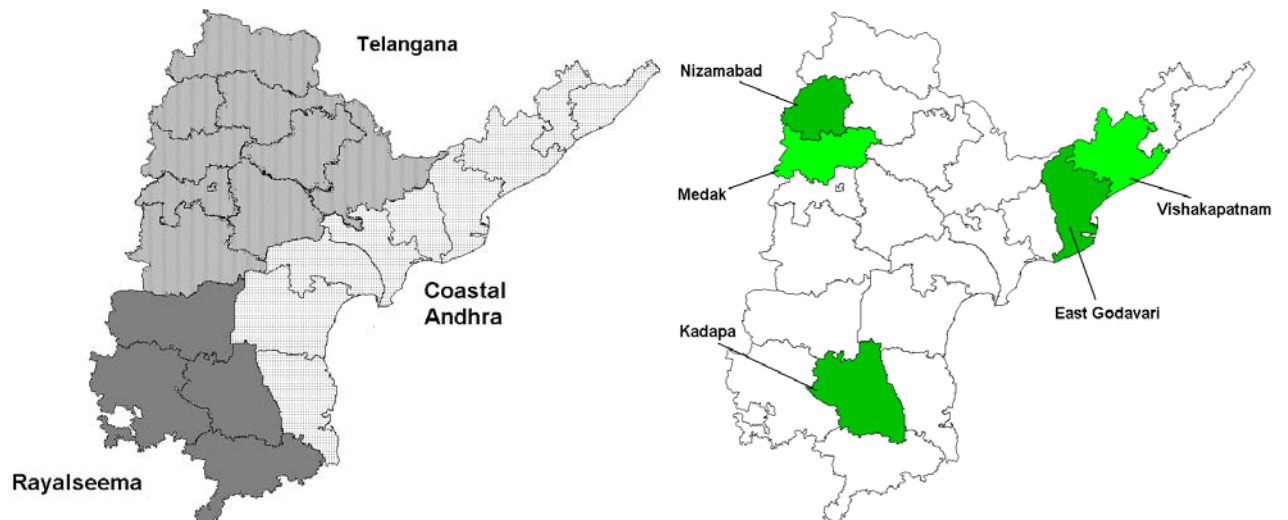 Telangana
Coastal
Andhra
Rayalseema
Nizamabad
Medak
Vishakapatnam
East Godavari
Kadapa